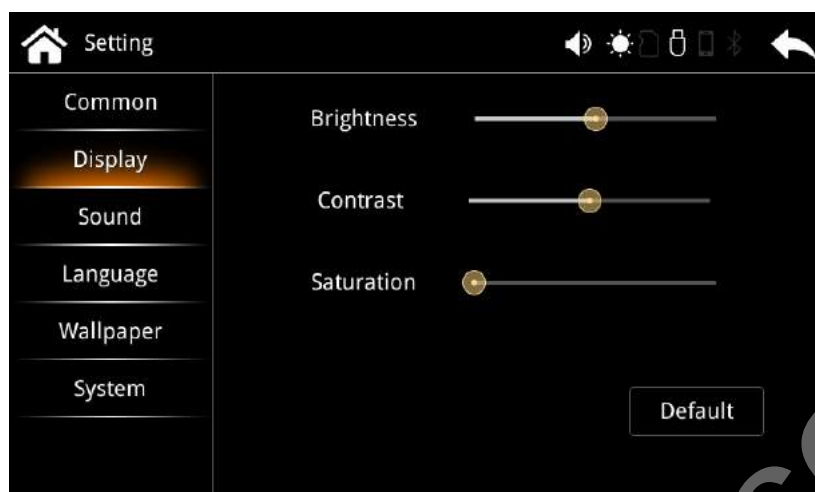 Setting
Common
Display
Sound
Language
Wallpaper
System
Brightness
Contrast
Saturation
Default